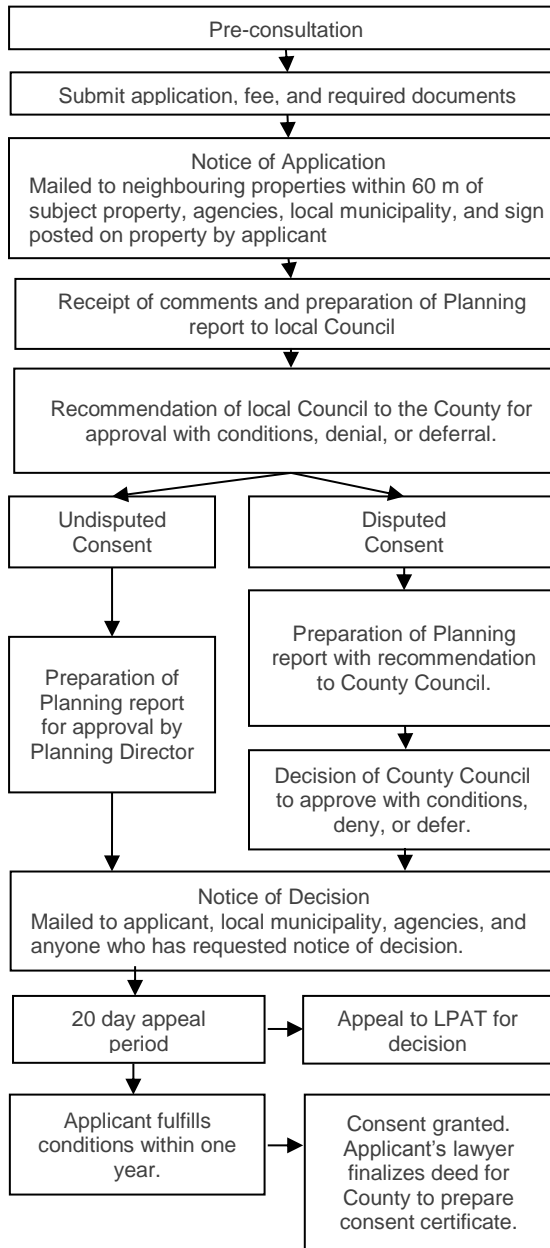 Pre-consultation
Submit application, fee, and required documents
Notice of Application
Mailed to neighbouring properties within 60 m of
subject property, agencies, local municipality, and sign
posted on property by applicant
Receipt of comments and preparation of Planning
report to local Council
Recommendation of local Council to the County for
approval with conditions, denial, or deferral.
Undisputed
Consent
Disputed
Consent
Preparation of
Planning report
for approval by
Planning Director
Preparation of Planning
report with recommendation
to County Council.
Decision of County Council
to approve with conditions,
deny, or defer.
Notice of Decision
Mailed to applicant, local municipality, agencies, and
anyone who has requested notice of decision.
20 day appeal
period
Appeal to LPAT for
decision
Applicant fulfills
conditions within one
year.
Consent granted.
Applicant's lawyer
finalizes deed for
County to prepare
consent certificate.